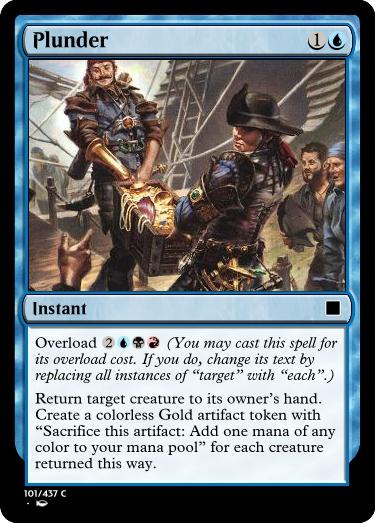 Plunder 1
Instant
Overload 2 (You may cast this spell for
its overload cost. If you do, change its text by
replacing all instances of “target” with “each”.)
Return target creature to its owner’s hand.
Create a colorless Gold artifact token with
“Sacrifice this artifact: Add one mana of any
color to your mana pool” for each creature
returned this way.
101/437 C